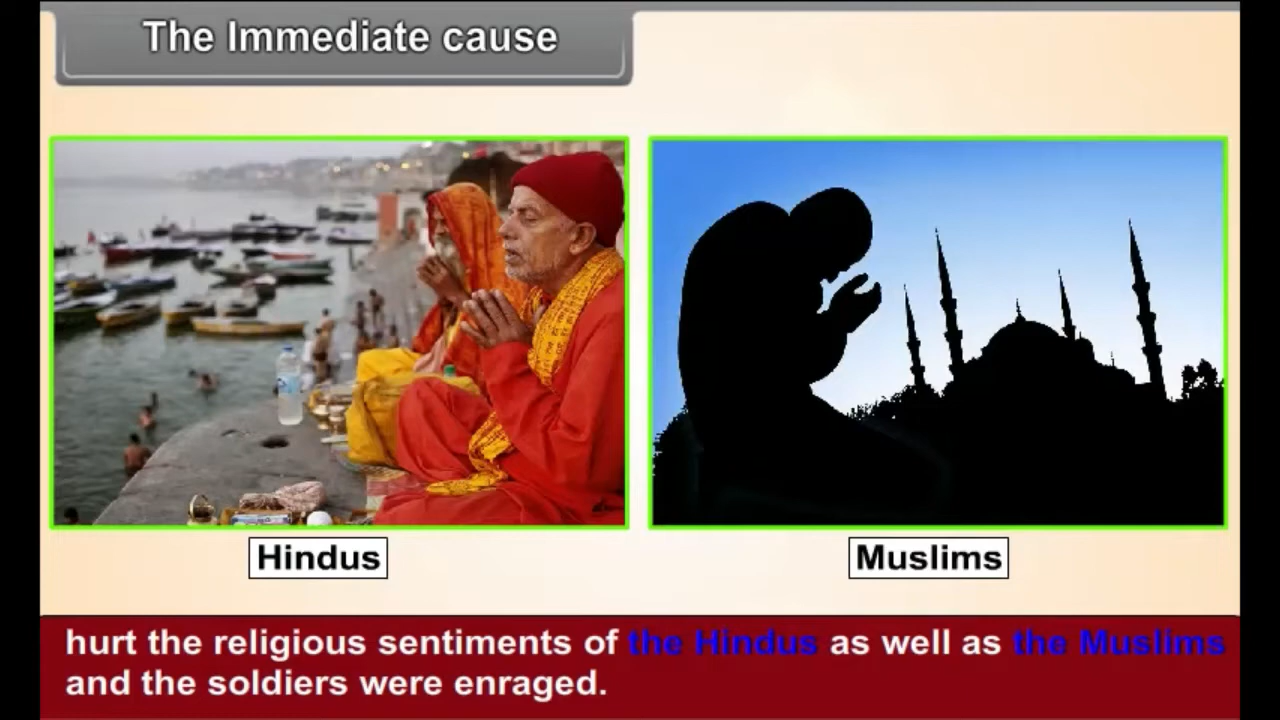 The Immediate cause
Hindus
Muslims
hurt the religious sentiments of the Hindus as well as the Muslims
and the soldiers were enraged.